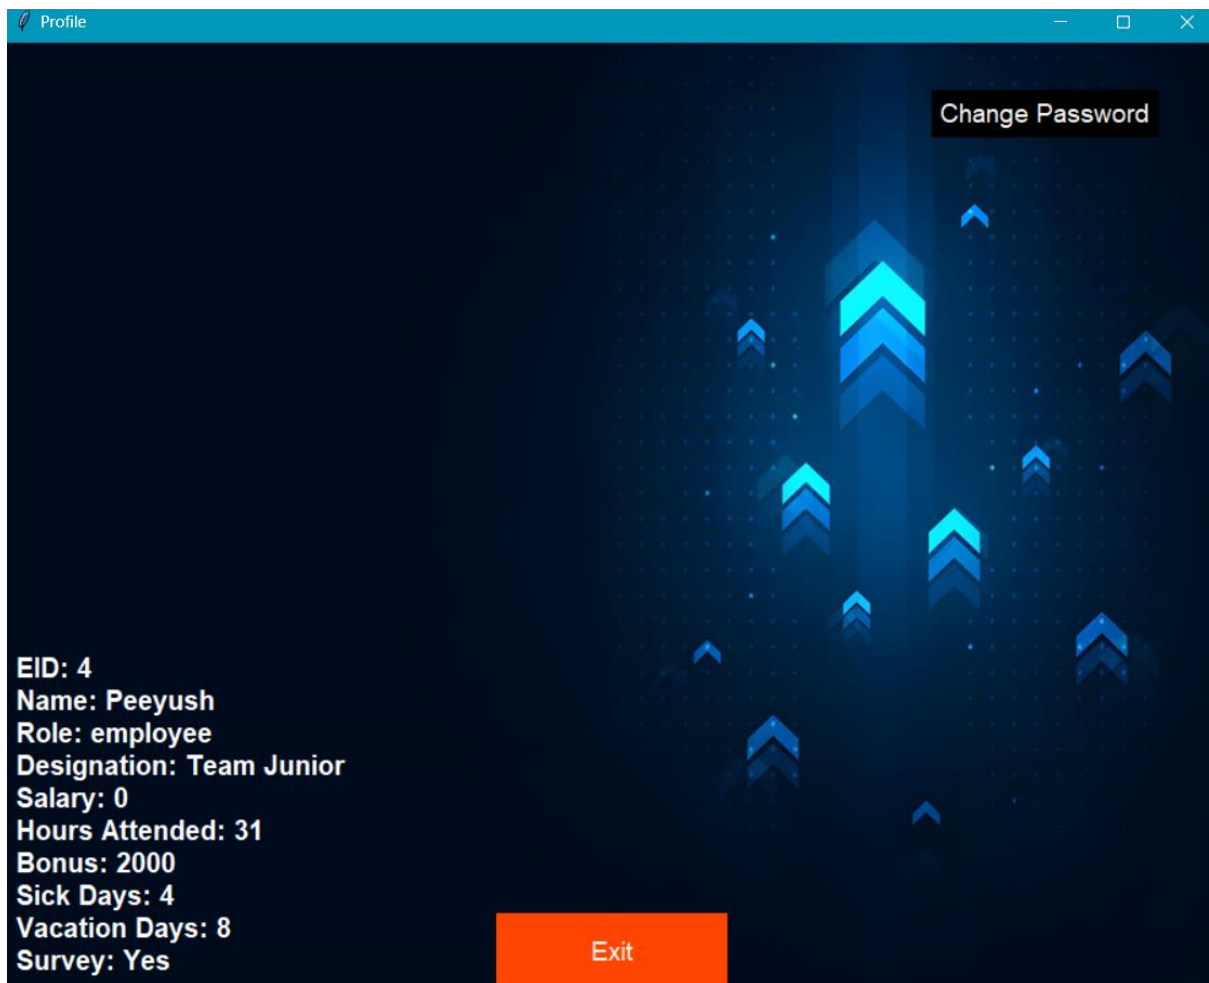 Profile
Change Password
EID: 4
Name: Peeyush
Role: employee
Designation: Team Junior
Salary: 0
Hours Attended: 31
Bonus: 2000
Sick Days: 4
Vacation Days: 8
Survey: Yes
Exit